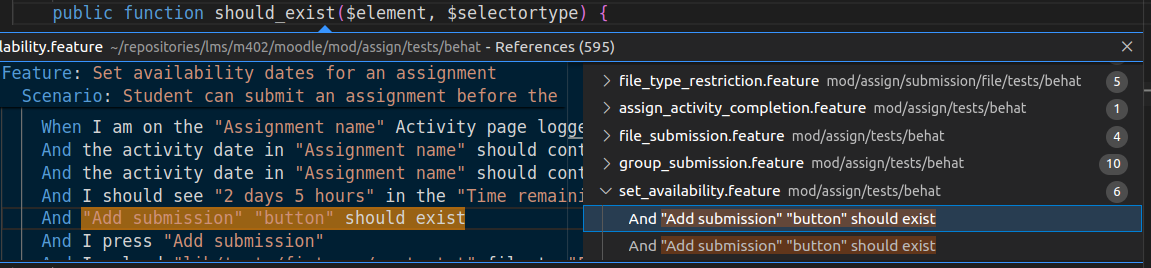 public function should_exist($element, $selectortype) {
lability.feature ~/repositories/lms/m402/moodle/mod/assign/tests/behat - References (595)
Feature: Set availability dates for an assignment
Scenario: Student can submit an assignment before the
When I am on the "Assignment name" Activity page logge
And the activity date in "Assignment name" should cont
And the activity date in "Assignment name" should cont
And I should see "2 days 5 hours" in the "Time remaini
And "Add submission" "button" should exist
And I press "Add submission"
file_type_restriction.feature mod/assign/submission/file/tests/behat 5
assign_activity_completion.feature mod/assign/tests/behat 1
file_submission.feature mod/assign/tests/behat 4
group_submission.feature mod/assign/tests/behat 10
set_availability.feature mod/assign/tests/behat 6
And "Add submission" "button" should exist
And "Add submission" "button" should exist